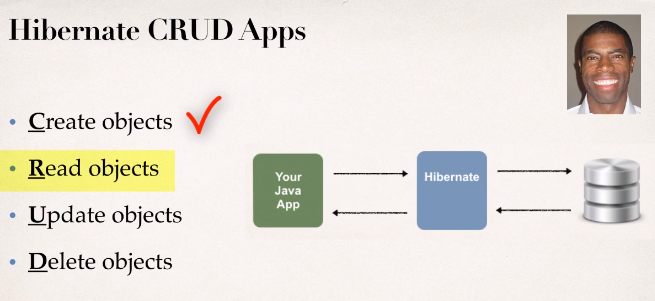 Hibernate CRUD Apps
• Create objects
• Read objects
• Update objects
• Delete objects
Your
Java
App
Hibernate